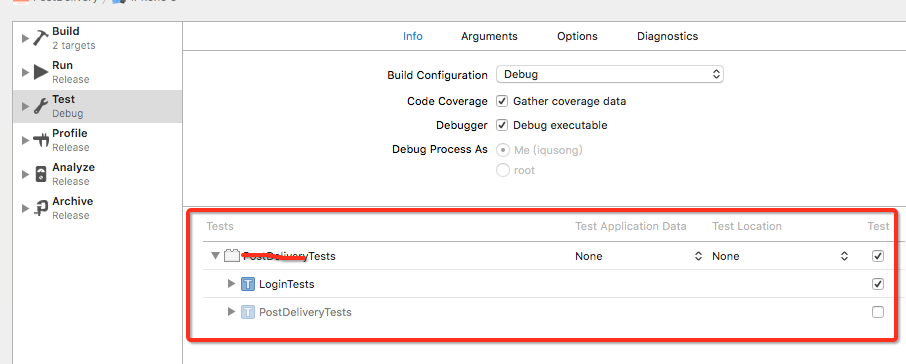 Build
2 targets
Run
Release
Test
Debug
Profile
Release
Analyze
Release
Archive
Release
Info Arguments Options Diagnostics
Build Configuration Debug
Code Coverage Gather coverage data
Debugger Debug executable
Debug Process As Me (iqusong)
root
Tests Test Application Data Test Location Test
PostDeliveryTests None None
LoginTests
PostDeliveryTests